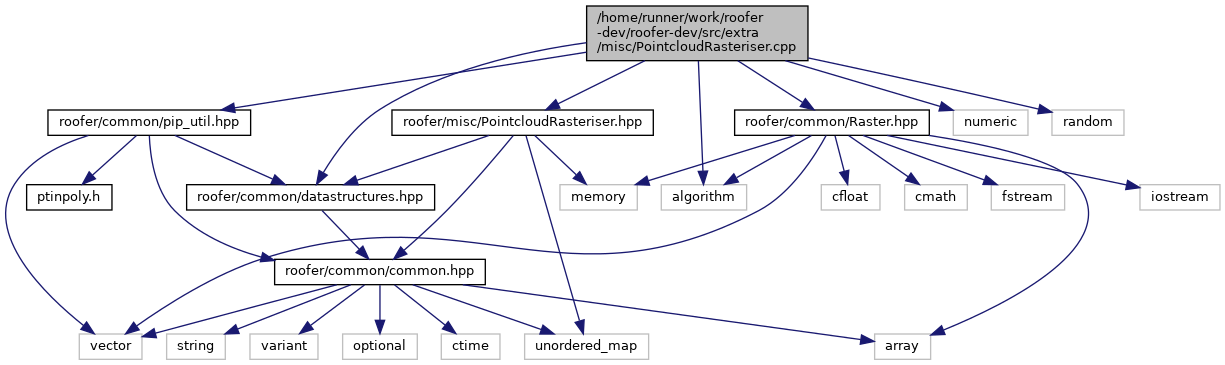 /home/runner/work/roofer
-dev/roofer-dev/src/extra
/misc/PointcloudRasteriser.cpp
roofer/common/pip_util.hpp
roofer/misc/PointcloudRasteriser.hpp
roofer/common/Raster.hpp
numeric
random
ptinpoly.h
roofer/common/datastructures.hpp
memory
algorithm
cfloat
cmath
fstream
iostream
roofer/common/common.hpp
vector
string
variant
optional
ctime
unordered_map
array